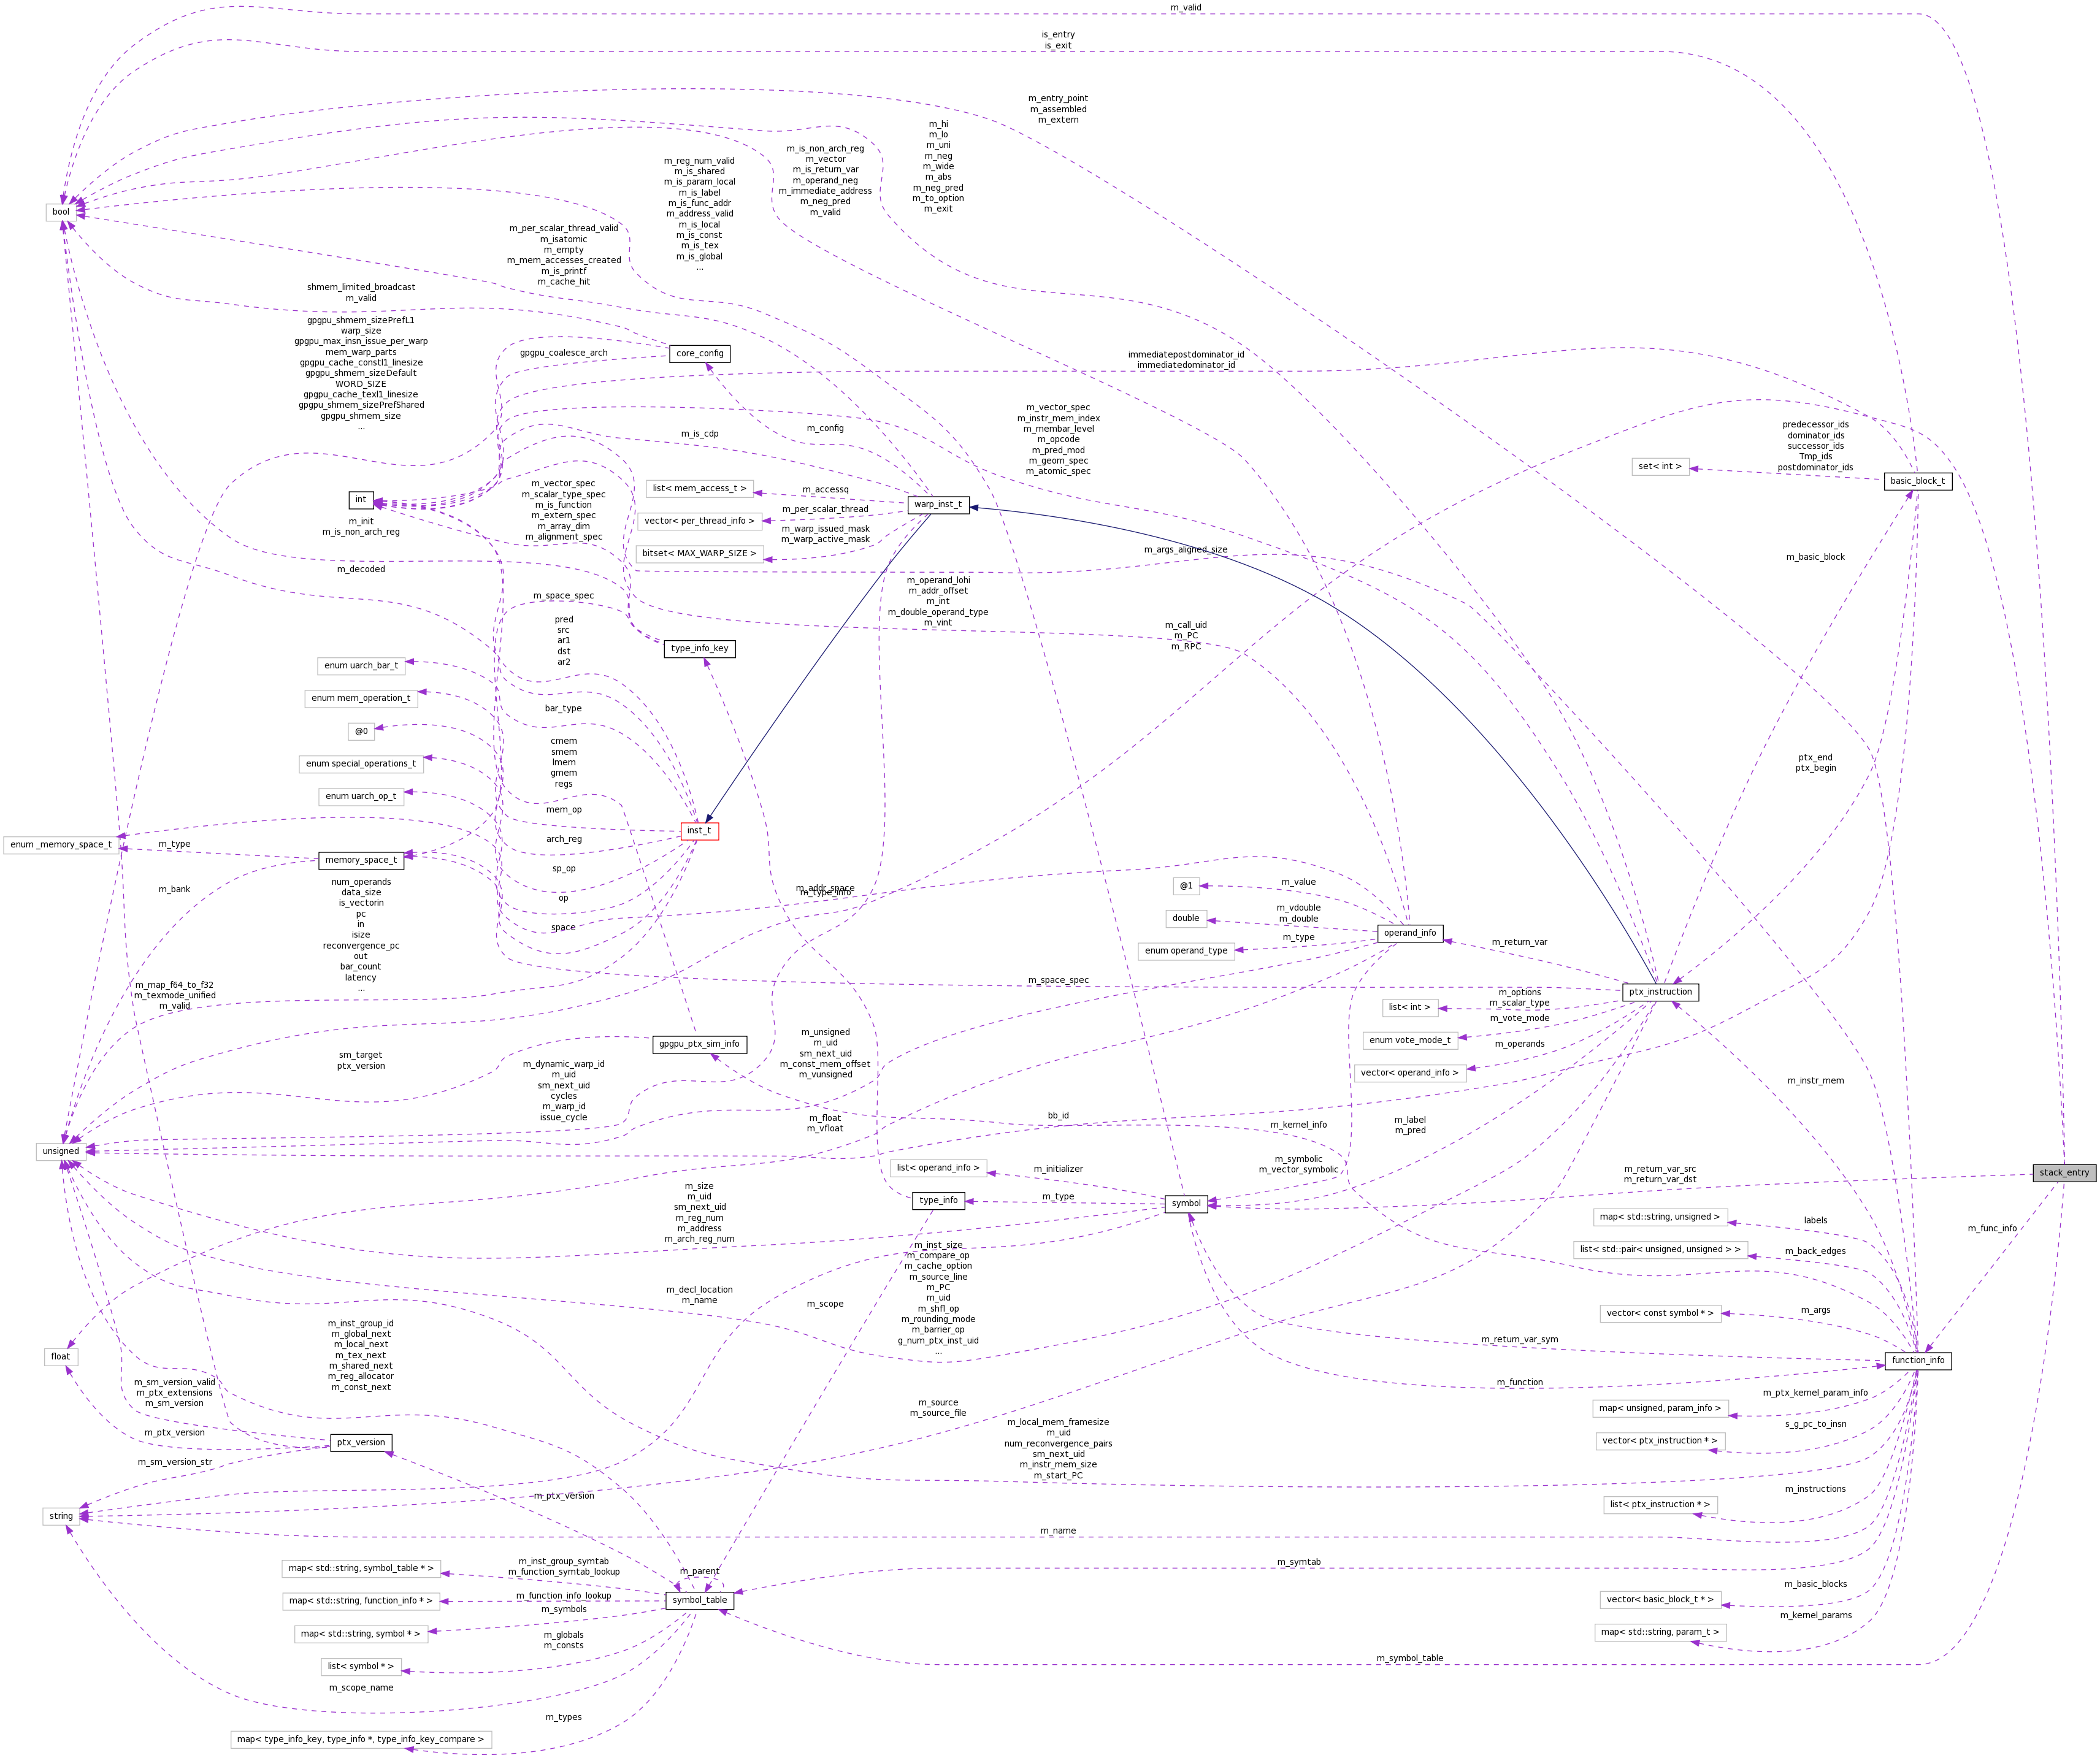 m_valid
is_entry
is_exit
m_entry_point
m_assembled
m_extern
m_hi
m_lo
m_uni
m_neg
m_wide
m_abs
m_neg_pred
m_to_option
m_exit
m_is_non_arch_reg
m_vector
m_is_return_var
m_operand_neg
m_immediate_address
m_neg_pred
m_valid
m_reg_num_valid
m_is_shared
m_is_param_local
m_is_label
m_is_func_addr
m_address_valid
m_is_local
m_is_const
m_is_tex
m_is_global
...
bool
m_per_scalar_thread_valid
m_isatomic
m_empty
m_mem_accesses_created
m_is_printf
m_cache_hit
shmem_limited_broadcast
m_valid
gpgpu_shmem_sizePrefL1
warp_size
gpgpu_max_insn_issue_per_warp
mem_warp_parts
gpgpu_cache_constl1_linesize
gpgpu_shmem_sizeDefault
WORD_SIZE
gpgpu_cache_texl1_linesize
gpgpu_shmem_sizePrefShared
gpgpu_shmem_size
...
gpgpu_coalesce_arch
core_config
immediatepostdominator_id
immediatedominator_id
m_vector_spec
m_instr_mem_index
m_membar_level
m_opcode
m_pred_mod
m_geom_spec
m_atomic_spec
m_is_cdp
m_config
predecessor_ids
dominator_ids
successor_ids
Tmp_ids
postdominator_ids
set< int >
basic_block_t
int
m_init
m_is_non_arch_reg
m_vector_spec
m_scalar_type_spec
m_is_function
m_extern_spec
m_array_dim
m_alignment_spec
list< mem_access_t >
m_accessq
warp_inst_t
vector< per_thread_info >
m_per_scalar_thread
bitset< MAX_WARP_SIZE >
m_warp_issued_mask
m_warp_active_mask
m_args_aligned_size
m_basic_block
m_decoded
m_space_spec
m_operand_lohi
m_addr_offset
m_int
m_double_operand_type
m_vint
m_call_uid
m_PC
m_RPC
pred
src
ar1
dst
ar2
type_info_key
enum uarch_bar_t
enum mem_operation_t
@0
enum special_operations_t
enum uarch_op_t
bar_type
cmem
smem
lmem
gmem
regs
mem_op
ptx_end
ptx_begin
inst_t
arch_reg
enum _memory_space_t
m_type
memory_space_t
sp_op
op
space
m_bank
num_operands
data_size
is_vectorin
pc
in
isize
reconvergence_pc
out
bar_count
latency
...
m_addr_space
m_type_info
@1
m_value
double
m_vdouble
m_double
enum operand_type
m_type
operand_info
m_return_var
m_space_spec
ptx_instruction
list< int >
m_options
m_scalar_type
enum vote_mode_t
m_vote_mode
vector< operand_info >
m_operands
m_map_f64_to_f32
m_texmode_unified
m_valid
gpgpu_ptx_sim_info
sm_target
ptx_version
m_unsigned
m_uid
sm_next_uid
m_const_mem_offset
m_vunsigned
m_dynamic_warp_id
m_uid
sm_next_uid
cycles
m_warp_id
issue_cycle
m_instr_mem
m_float
m_vfloat
bb_id
m_kernel_info
m_label
m_pred
unsigned
m_symbolic
m_vector_symbolic
list< operand_info >
m_initializer
type_info
m_type
symbol
m_return_var_src
m_return_var_dst
stack_entry
m_size
m_uid
sm_next_uid
m_reg_num
m_address
m_arch_reg_num
map< std::string, unsigned >
labels
m_func_info
list< std::pair< unsigned, unsigned > >
m_back_edges
m_inst_size
m_compare_op
m_cache_option
m_source_line
m_PC
m_uid
m_shfl_op
m_rounding_mode
m_barrier_op
g_num_ptx_inst_uid
...
m_decl_location
m_name
m_scope
vector< const symbol * >
m_args
m_return_var_sym
function_info
m_function
float
m_inst_group_id
m_global_next
m_local_next
m_tex_next
m_shared_next
m_reg_allocator
m_const_next
m_sm_version_valid
m_ptx_extensions
m_sm_version
m_ptx_version
ptx_version
m_sm_version_str
map< unsigned, param_info >
m_ptx_kernel_param_info
vector< ptx_instruction * >
s_g_pc_to_insn
m_source
m_source_file
m_local_mem_framesize
m_uid
num_reconvergence_pairs
sm_next_uid
m_instr_mem_size
m_start_PC
m_ptx_version
list< ptx_instruction * >
m_instructions
string
m_name
m_symtab
map< std::string, symbol_table * >
m_inst_group_symtab
m_function_symtab_lookup
m_parent
symbol_table
map< std::string, function_info * >
m_function_info_lookup
map< std::string, symbol * >
m_symbols
list< symbol * >
m_globals
m_consts
m_scope_name
vector< basic_block_t * >
m_basic_blocks
map< std::string, param_t >
m_kernel_params
m_symbol_table
m_types
map< type_info_key, type_info *, type_info_key_compare >